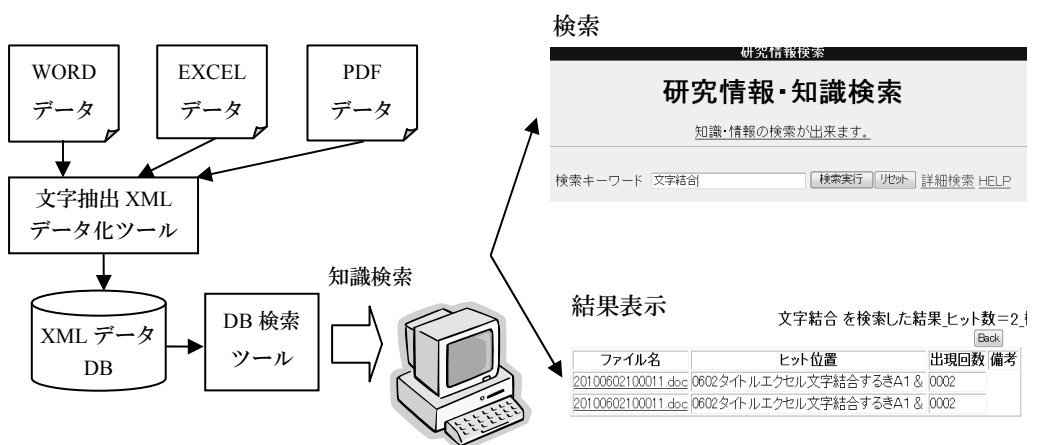 WORD
データ
EXCEL
データ
PDF
データ
文字抽出 XML
データ化ツール
XML データ
DB
DB 検索
ツール
知識検索
検索
研究情報検索
研究情報・知識検索
知識・情報の検索が出来ます。
検索キーワード 文字結合 検索実行 リセット 詳細検索 HELP
結果表示
文字結合 を検索した結果_ヒット数=2_
Back
ファイル名 ヒット位置 出現回数 備考
20100602100011.doc 0602タイトルエクセル文字結合するきA1 & 0002
20100602100011.doc 0602タイトルエクセル文字結合するきA1 & 0002